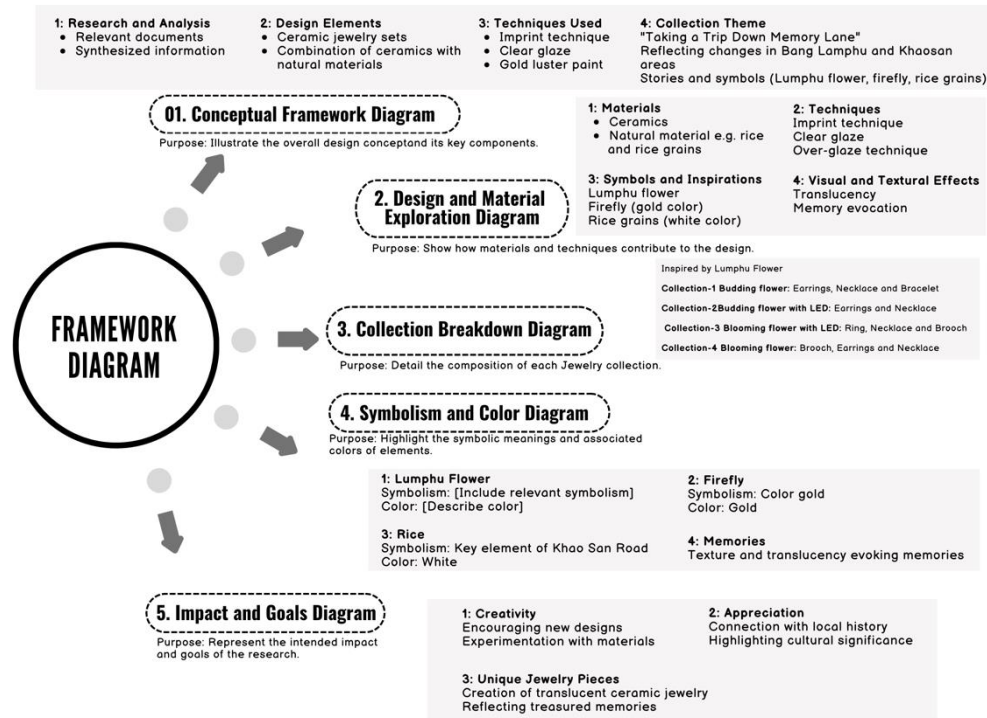 1: Research and Analysis
• Relevant documents
• Synthesized information
2: Design Elements
• Ceramic jewelry sets
• Combination of ceramics with
natural materials
3: Techniques Used
• Imprint technique
• Clear glaze
• Gold luster paint
4: Collection Theme
"Taking a Trip Down Memory Lane"
Reflecting changes in Bang Lamphu and Khaosan
areas
Stories and symbols (Lumphu flower, firefly, rice grains)
01. Conceptual Framework Diagram
Purpose: Illustrate the overall design conceptand its key components.
1: Materials
• Ceramics
• Natural material e.g. rice
and rice grains
2: Techniques
Imprint technique
Clear glaze
Over-glaze technique
3: Symbols and Inspirations
Lumphu flower
Firefly (gold color)
Rice grains (white color)
4: Visual and Textural Effects
Translucency
Memory evocation
2. Design and Material
Exploration Diagram
Purpose: Show how materials and techniques contribute to the design.
FRAMEWORK
DIAGRAM
Inspired by Lumphu Flower
Collection-1 Budding flower: Earrings, Necklace and Bracelet
Collection-2Budding flower with LED: Earrings and Necklace
Collection-3 Blooming flower with LED: Ring, Necklace and Brooch
Collection-4 Blooming flower: Brooch, Earrings and Necklace
3. Collection Breakdown Diagram
Purpose: Detail the composition of each Jewelry collection.
4. Symbolism and Color Diagram
Purpose: Highlight the symbolic meanings and associated
colors of elements.
1: Lumphu Flower
Symbolism: [Include relevant symbolism]
Color: [Describe color]
2: Firefly
Symbolism: Color gold
Color: Gold
3: Rice
Symbolism: Key element of Khao San Road
Color: White
4: Memories
Texture and translucency evoking memories
5. Impact and Goals Diagram
Purpose: Represent the intended impact
and goals of the research.
1: Creativity
Encouraging new designs
Experimentation with materials
2: Appreciation
Connection with local history
Highlighting cultural significance
3: Unique Jewelry Pieces
Creation of translucent ceramic jewelry
Reflecting treasured memories